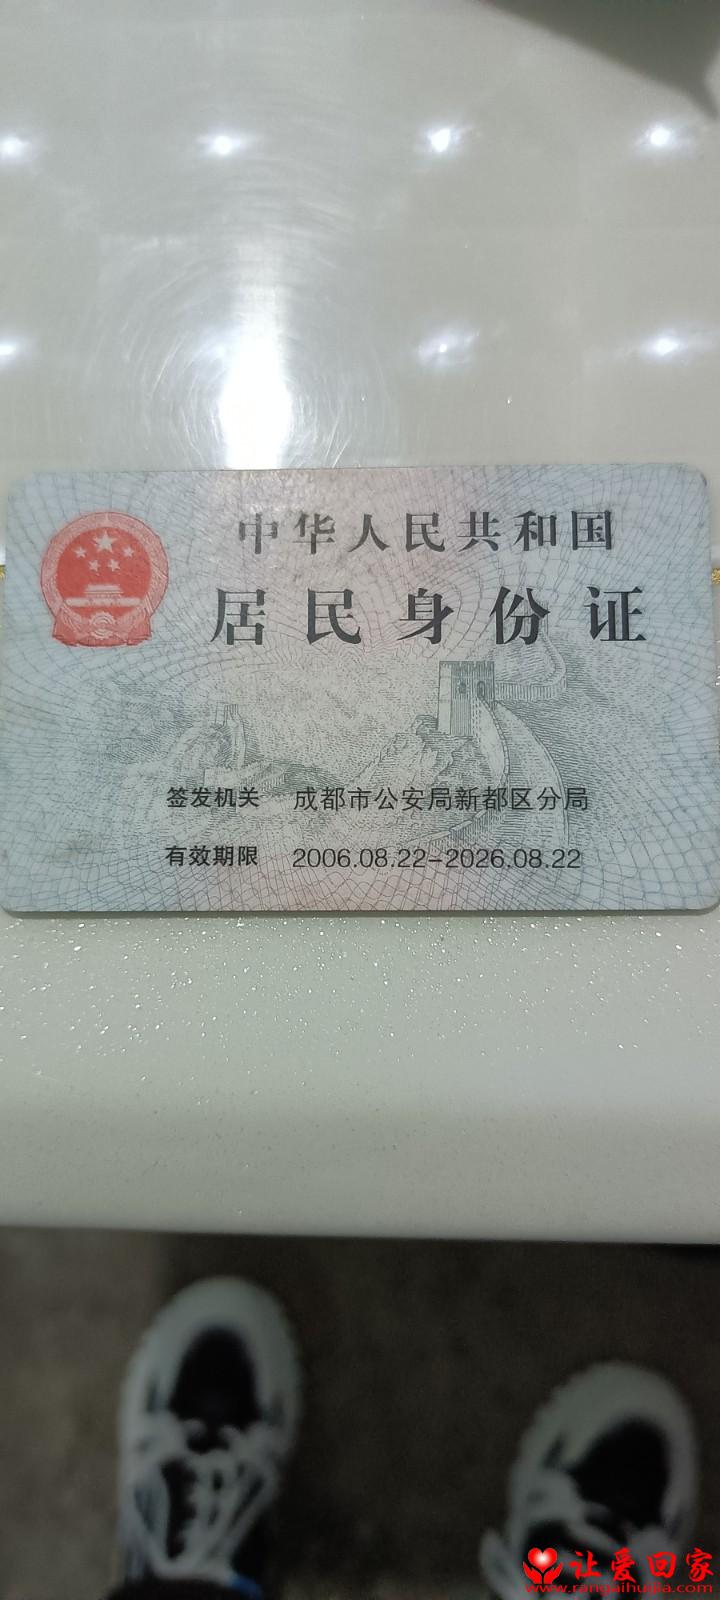 中华人民共和国
居民身份证
签发机关 成都市公安局新都区分局
有效期限 2006.08.22-2026.08.22
让爱回家
www.rangaihuijia.com